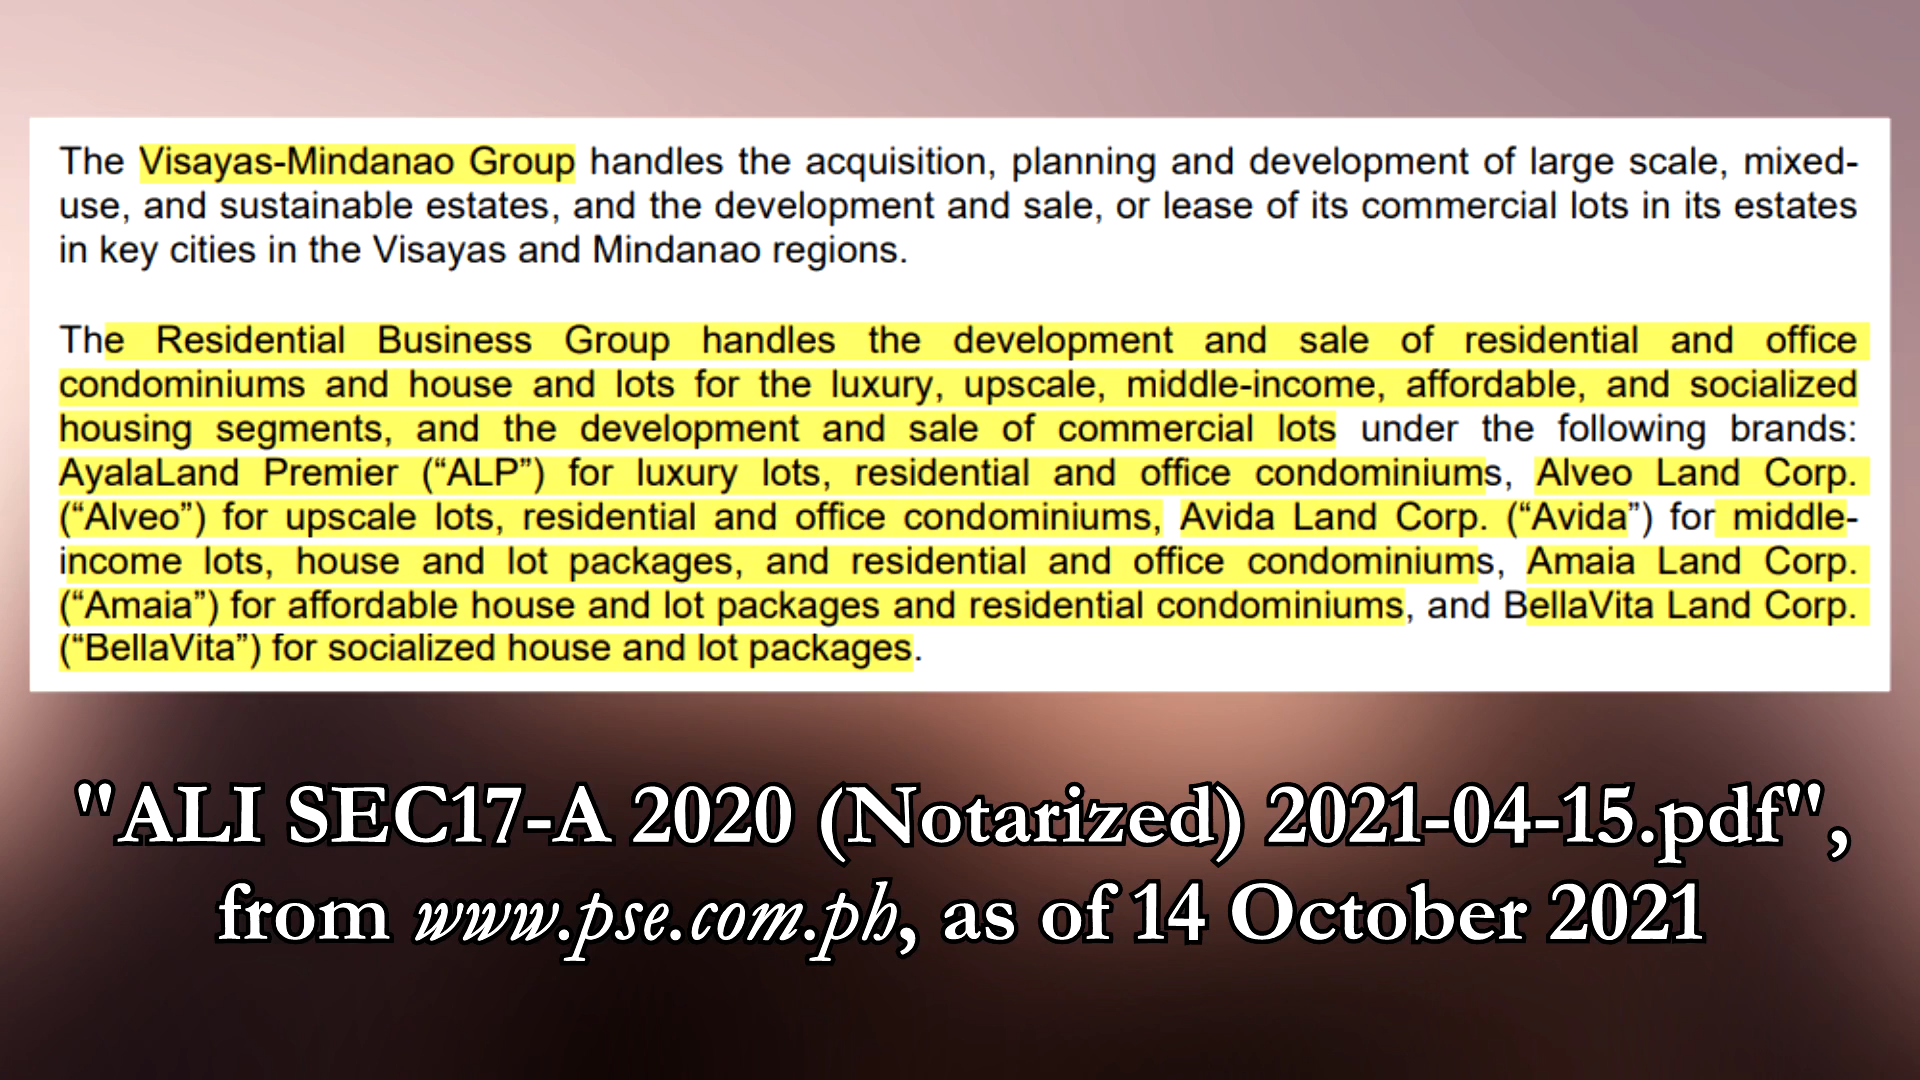 The Visayas-Mindanao Group handles the acquisition, planning and development of large scale, mixed-
use, and sustainable estates, and the development and sale, or lease of its commercial lots in its estates
in key cities in the Visayas and Mindanao regions.
The Residential Business Group handles the development and sale of residential and office
condominiums and house and lots for the luxury, upscale, middle-income, affordable, and socialized
housing segments, and the development and sale of commercial lots under the following brands:
AyalaLand Premier (“ALP”) for luxury lots, residential and office condominiums, Alveo Land Corp.
(“Alveo”) for upscale lots, residential and office condominiums, Avida Land Corp. (“Avida”) for middle-
income lots, house and lot packages, and residential and office condominiums, Amaia Land Corp.
(“Amaia”) for affordable house and lot packages and residential condominiums, and BellaVita Land Corp.
(“BellaVita”) for socialized house and lot packages.
"ALI SEC17-A 2020 (Notarized) 2021-04-15.pdf",
from www.pse.com.ph, as of 14 October 2021